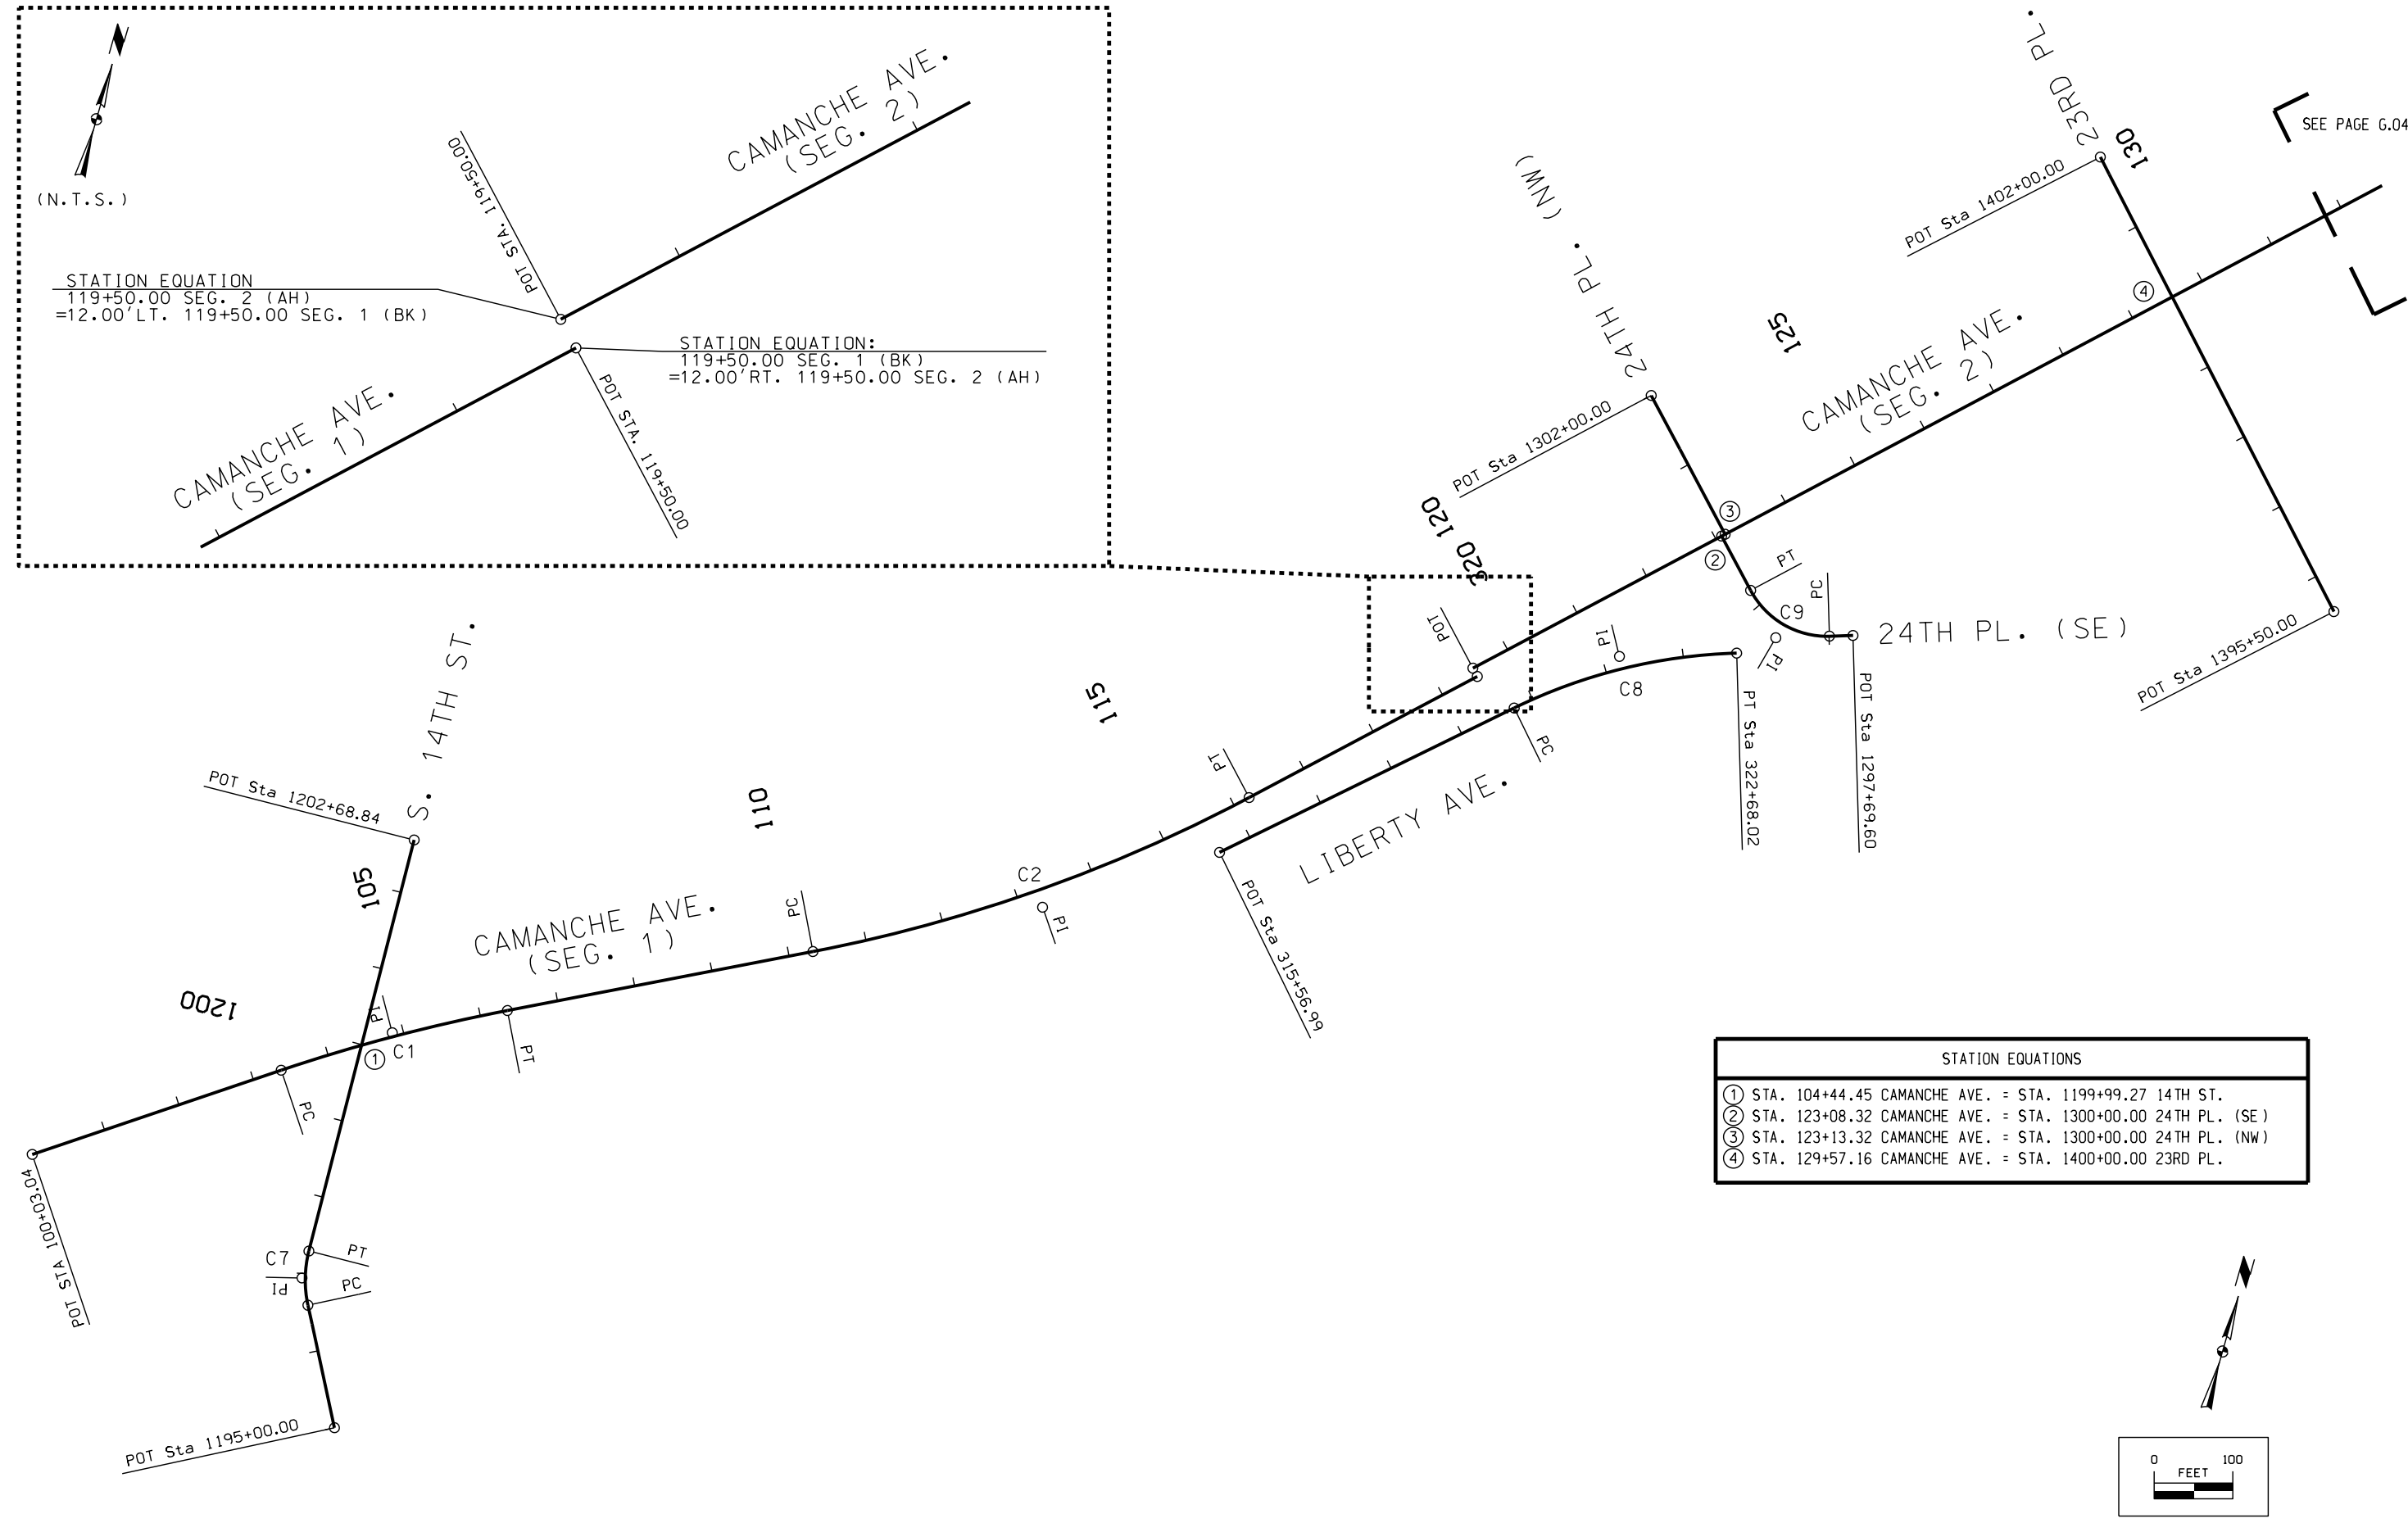 (N.T.S.)
CAMANCHE AVE.
(SEG. 2)
POT STA. 119+50.00
STATION EQUATION
119+50.00 SEG. 2 (AH)
=12.00'LT. 119+50.00 SEG. 1 (BK)
STATION EQUATION:
119+50.00 SEG. 1 (BK)
=12.00'RT. 119+50.00 SEG. 2 (AH)
POT STA. 119+50.00
CAMANCHE AVE.
(SEG. 1)
23RD PL.
130
SEE PAGE G.04
POT Sta 1402+00.00
4
24TH PL. (NW)
125
CAMANCHE AVE.
(SEG. 2)
POT Sta 1302+00.00
120
320
3
2
PT
PC
C9
PI
24TH PL. (SE)
POT Sta 1395+50.00
POT
PI
C8
PC
PT Sta 322+68.02
POT Sta 1297+69.60
115
PT
LIBERTY AVE.
POT Sta 315+56.99
S. 14TH ST.
POT Sta 1202+68.84
105
110
C2
PI
PC
CAMANCHE AVE.
(SEG. 1)
1200
PI
1
C1
PT
PC
POT STA 100+03.04
C7
PT
PI
PC
POT Sta 1195+00.00
STATION EQUATIONS
1 STA. 104+44.45 CAMANCHE AVE. = STA. 1199+99.27 14TH ST.
2 STA. 123+08.32 CAMANCHE AVE. = STA. 1300+00.00 24TH PL. (SE)
3 STA. 123+13.32 CAMANCHE AVE. = STA. 1300+00.00 24TH PL. (NW)
4 STA. 129+57.16 CAMANCHE AVE. = STA. 1400+00.00 23RD PL.
0 100
FEET